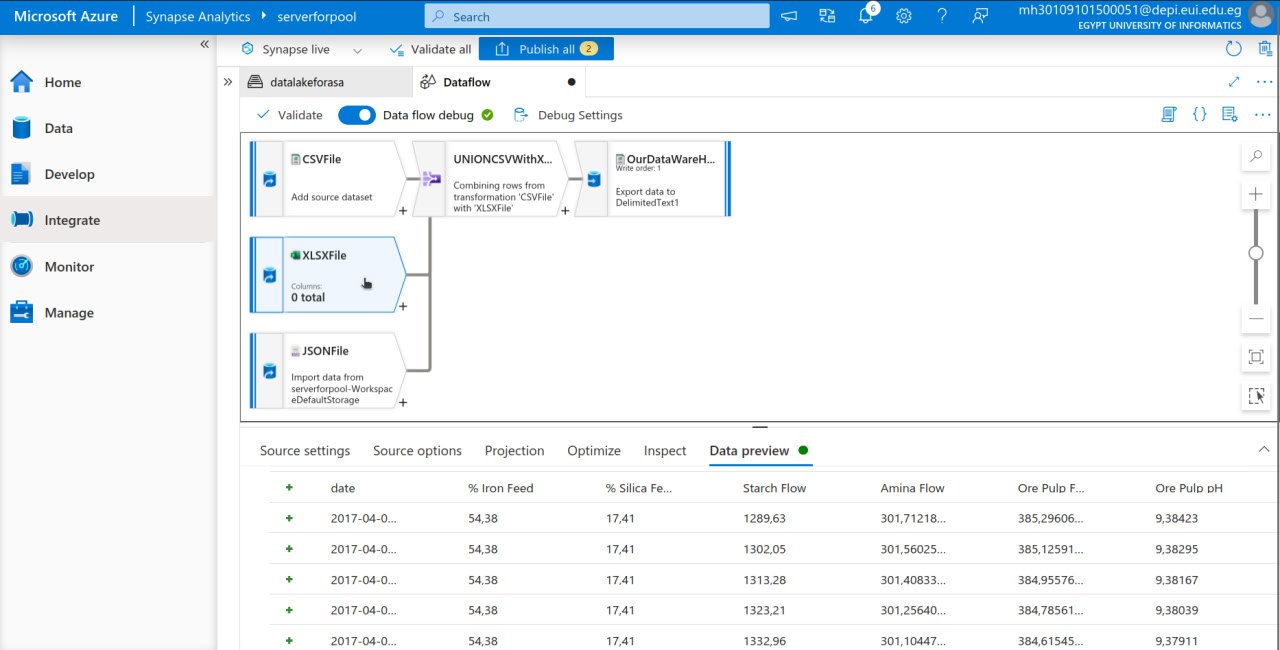 Microsoft Azure
Synapse Analytics
serverforpool
Search
6
mh30109101500051@depi.eui.edu.eg
EGYPT UNIVERSITY OF INFORMATICS
Synapse live
Validate all
Publish all 2
Home
Data
Develop
Integrate
Monitor
Manage
datalakeforasa
Dataflow
Validate
Data flow debug
Debug Settings
CSVFile
Add source dataset
UNIONCSVWithX...
Combining rows from
transformation 'CSVFile'
with 'XLSXFile'
OurDataWareH...
Write order: 1
Export data to
DelimitedText1
XLSXFile
Columns:
0 total
JSONFile
Import data from
serverforpool-Workspac
eDefaultStorage
Source settings Source options Projection Optimize Inspect Data preview
date % Iron Feed % Silica Fe... Starch Flow Amina Flow Ore Pulp F... Ore Pulp pH
2017-04-0... 54,38 17,41 1289,63 301,71218... 385,29606... 9,38423
2017-04-0... 54,38 17,41 1302,05 301,56025... 385,12591... 9,38295
2017-04-0... 54,38 17,41 1313,28 301,40833... 384,95576... 9,38167
2017-04-0... 54,38 17,41 1323,21 301,25640... 384,78561... 9,38039
2017-04-0... 54,38 17,41 1332,96 301,10447... 384,61545... 9,37911